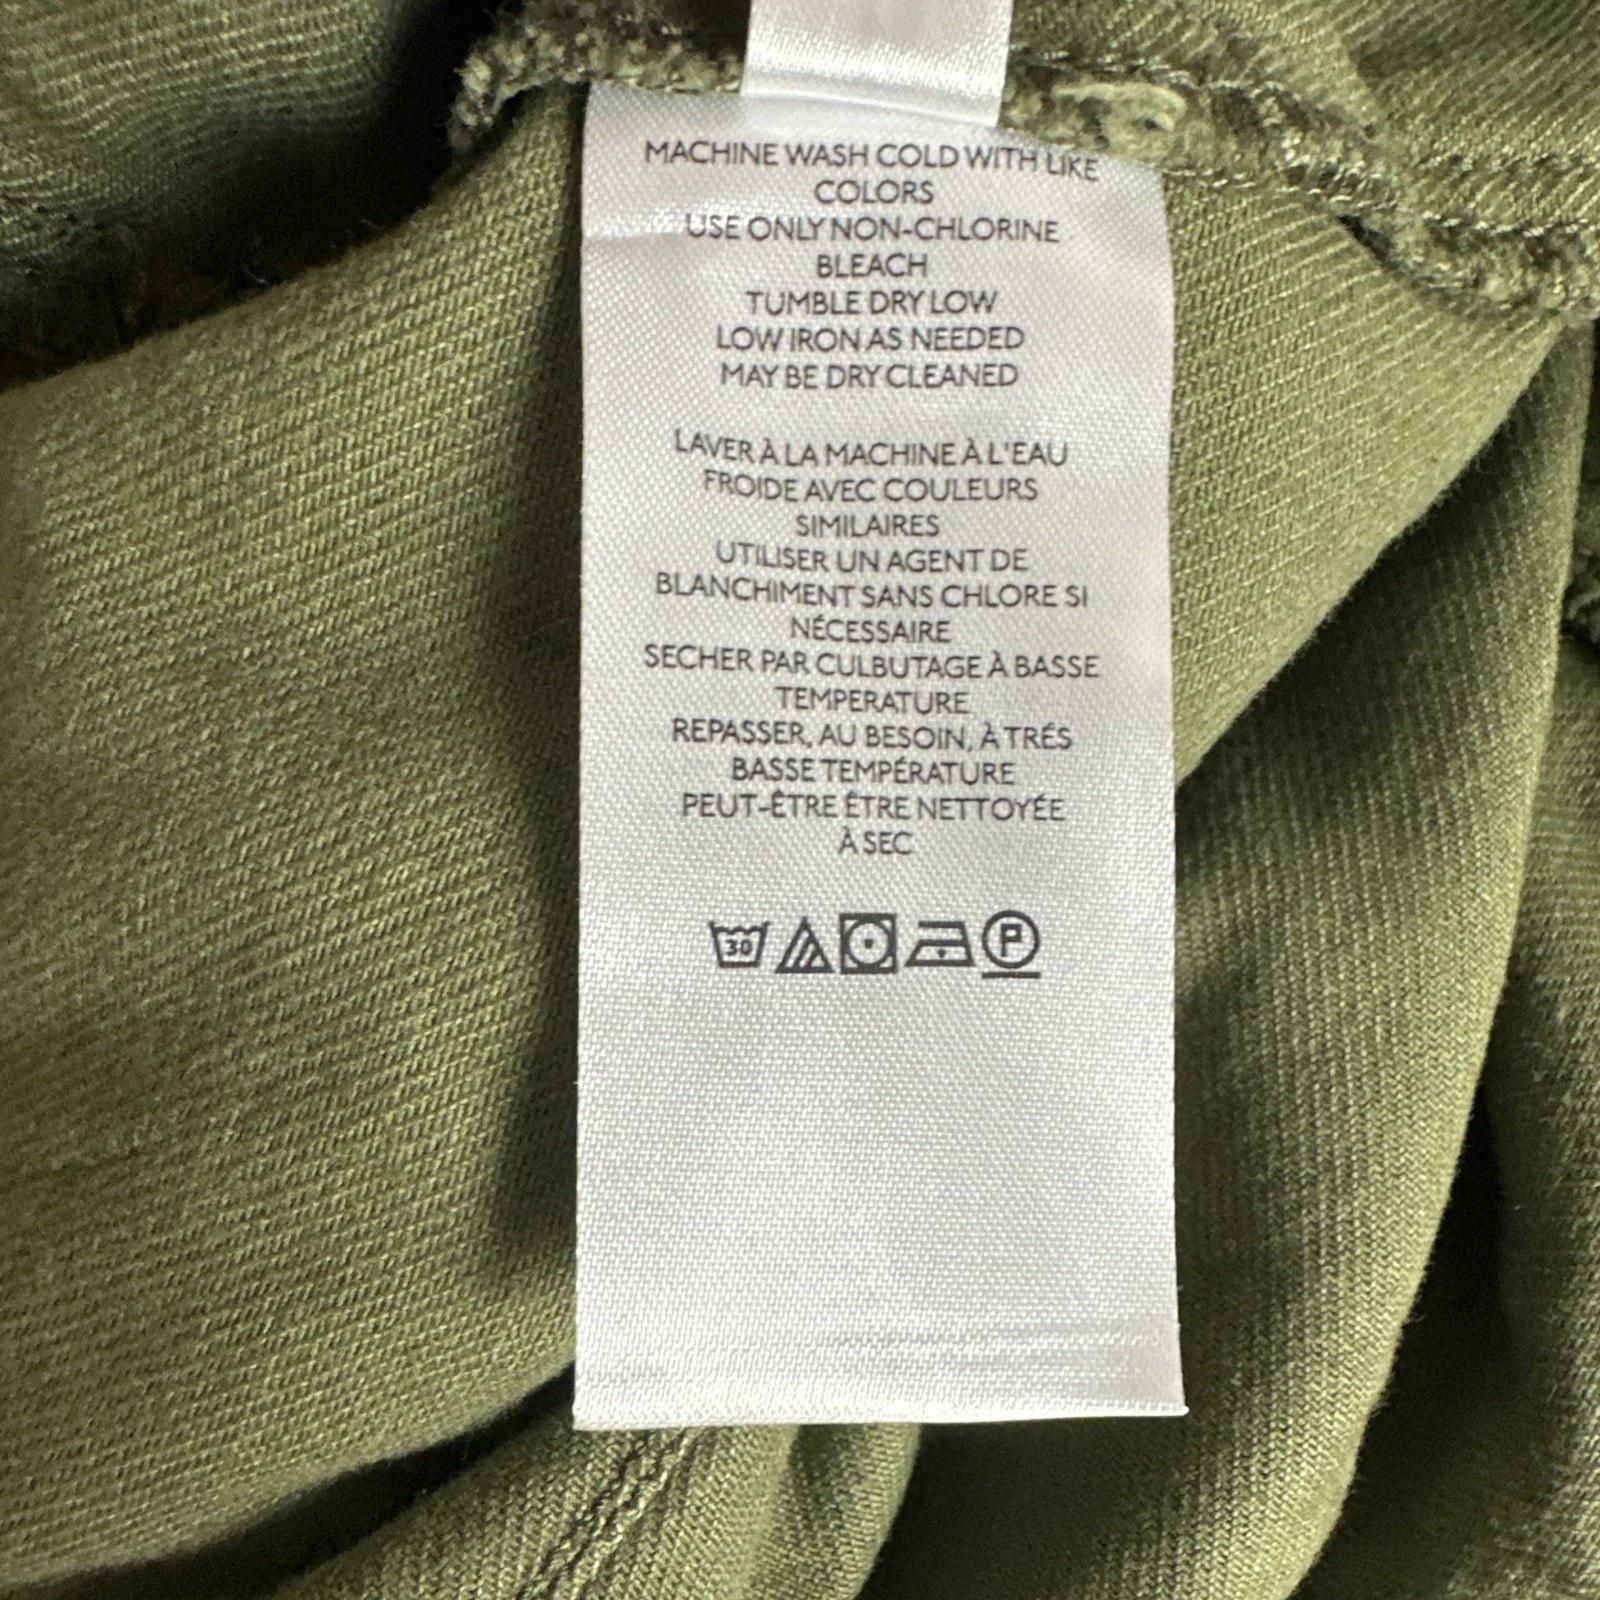 MACHINE WASH COLD WITH LIKE
COLORS
USE ONLY NON-CHLORINE
BLEACH
TUMBLE DRY LOW
LOW IRON AS NEEDED
MAY BE DRY CLEANED
LAVER À LA MACHINE À L'EAU
FROIDE AVEC COULEURS
SIMILAIRES
UTILISER UN AGENT DE
BLANCHIMENT SANS CHLORE SI
NÉCESSAIRE
SECHER PAR CULBUTAGE À BASSE
TEMPERATURE
REPASSER, AU BESOIN, À TRÉS
BASSE TEMPÉRATURE
PEUT-ÊTRE ÊTRE NETTOYÉE
À SEC
30 P